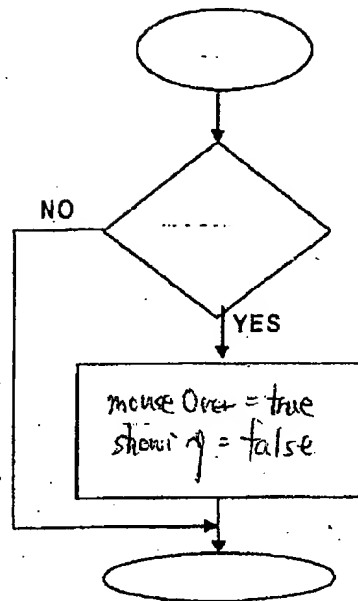 NO
YES
mouse Over = true
showing = false